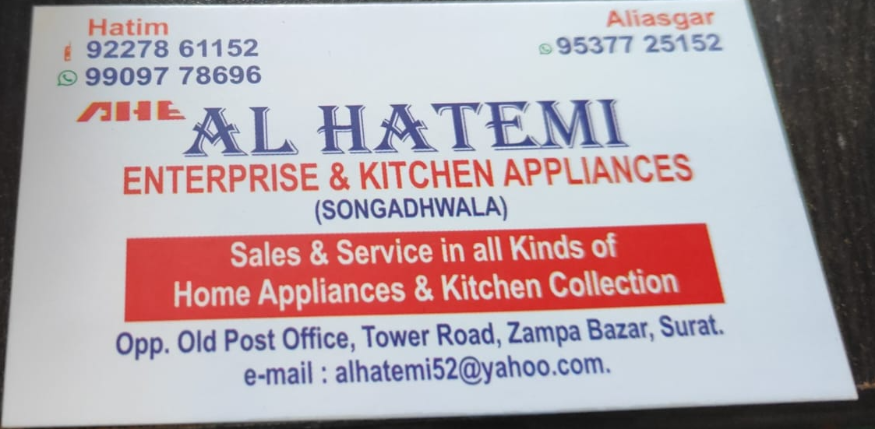 Hatim
92278 61152
99097 78696
Aliasgar
95377 25152
AHE
AL HATEMI
ENTERPRISE & KITCHEN APPLIANCES
(SONGADHWALA)
Sales & Service in all Kinds of
Home Appliances & Kitchen Collection
Opp. Old Post Office, Tower Road, Zampa Bazar, Surat.
e-mail : alhatemi52@yahoo.com.